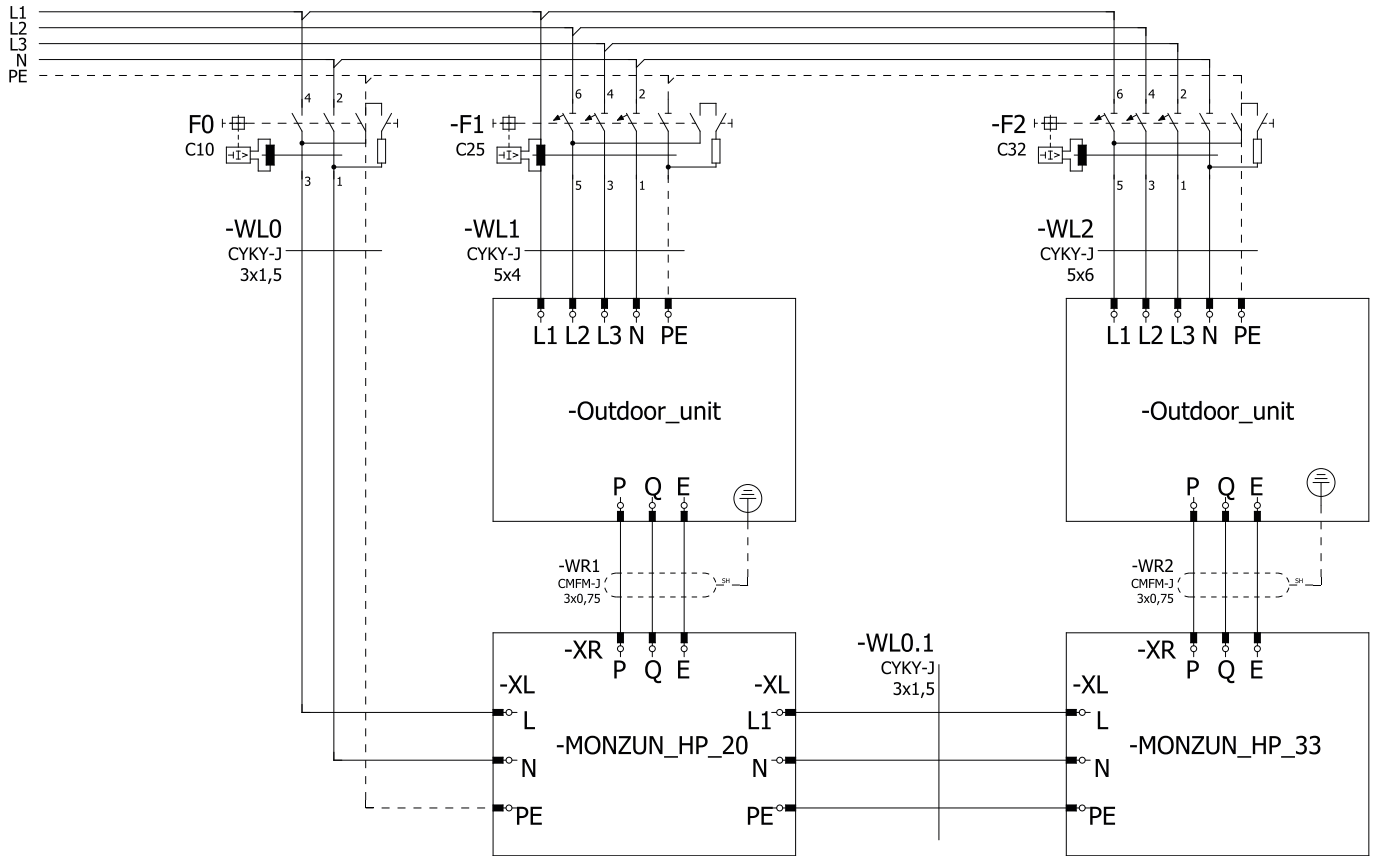 L1
L2
L3
N
PE
4 2
6 4 2
6 4 2
F0
C10
-F1
C25
-F2
C32
I>
I>
I>
3 1
5 3 1
5 3 1
-WL0
CYKY-J
3x1,5
-WL1
CYKY-J
5x4
-WL2
CYKY-J
5x6
L1 L2 L3 N PE
L1 L2 L3 N PE
-Outdoor_unit
-Outdoor_unit
P Q E
P Q E
-WR1
CMFM-J
3x0,75
SH
-WR2
CMFM-J
3x0,75
SH
-XR
P Q E
-WL0.1
CYKY-J
3x1,5
-XR
P Q E
-XL
-XL
-XL
L
L1
L
-MONZUN_HP_20
-MONZUN_HP_33
N
N
N
PE
PE
PE